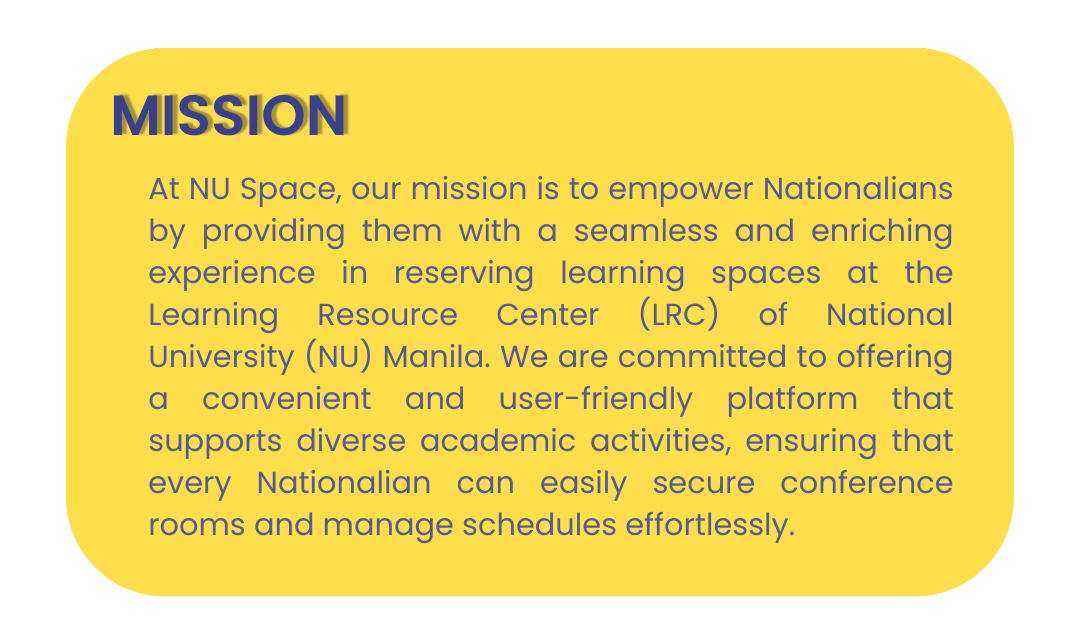 MISSION
At NU Space, our mission is to empower Nationalians
by providing them with a seamless and enriching
experience in reserving learning spaces at the
Learning Resource Center (LRC) of National
University (NU) Manila. We are committed to offering
a convenient and user-friendly platform that
supports diverse academic activities, ensuring that
every Nationalian can easily secure conference
rooms and manage schedules effortlessly.